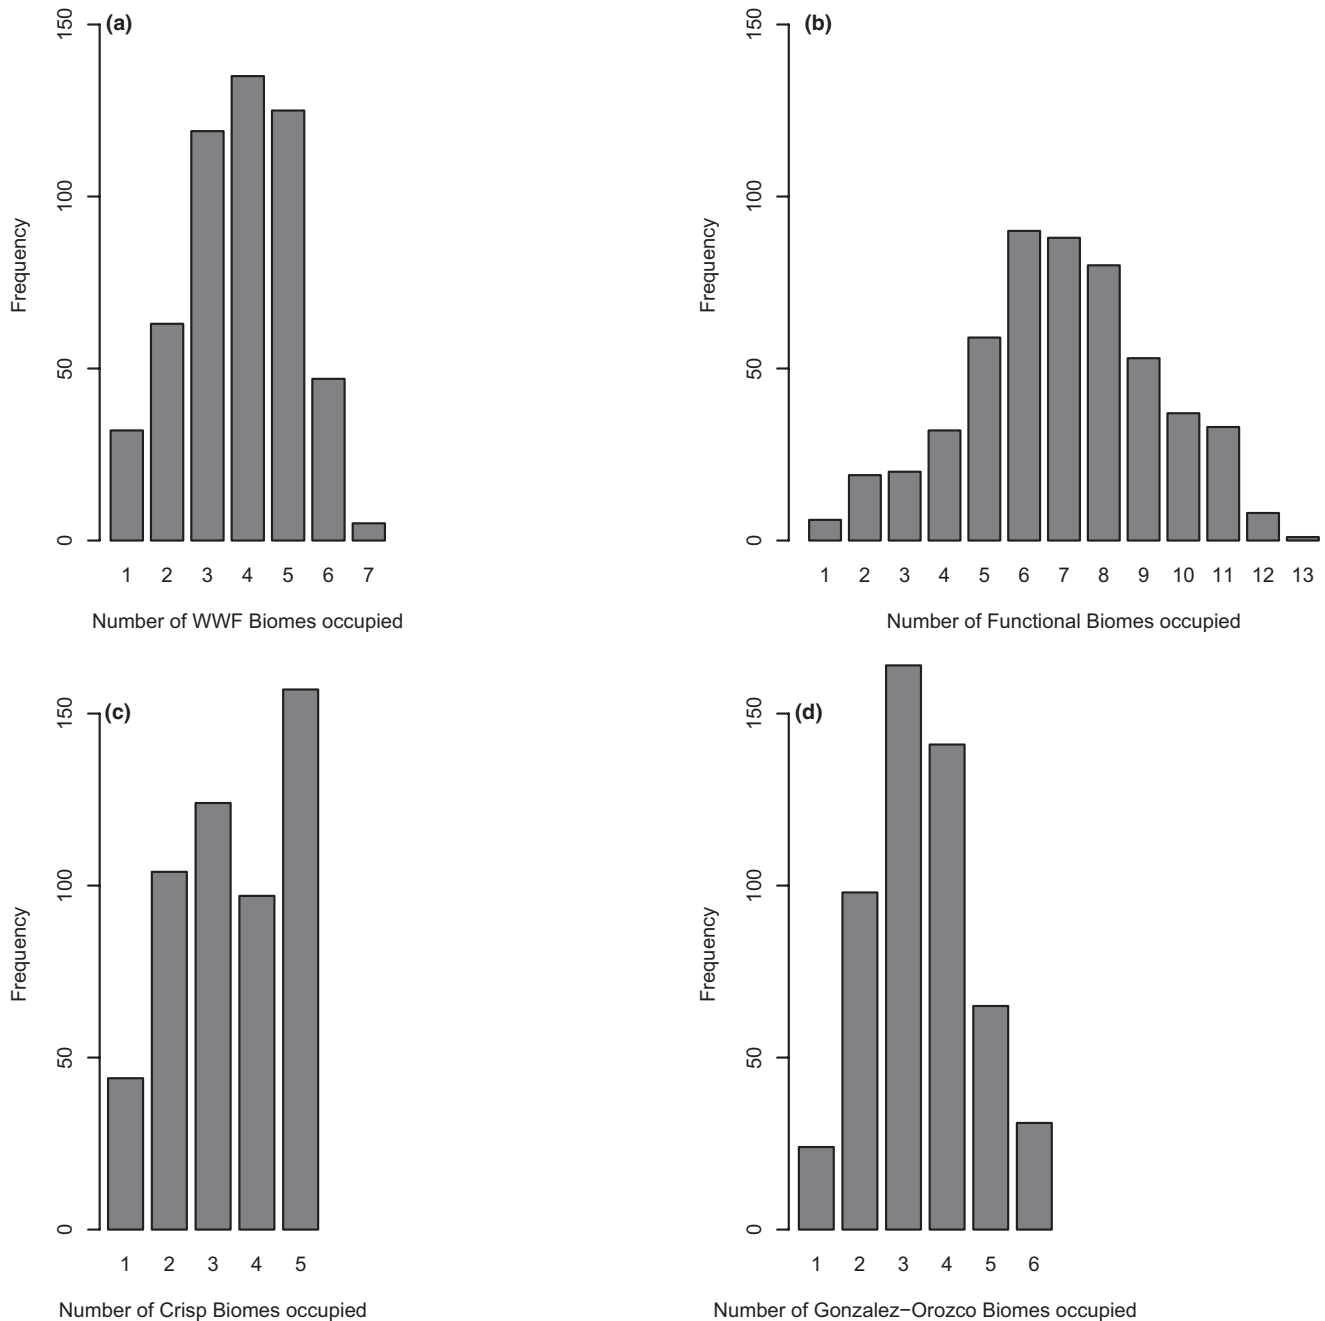 (a)
150
100
50
0
Frequency
1 2 3 4 5 6 7
Number of WWF Biomes occupied
(b)
150
100
50
0
Frequency
1 2 3 4 5 6 7 8 9 10 11 12 13
Number of Functional Biomes occupied
(c)
150
100
50
0
Frequency
1 2 3 4 5
Number of Crisp Biomes occupied
(d)
150
100
50
0
Frequency
1 2 3 4 5 6
Number of Gonzalez−Orozco Biomes occupied